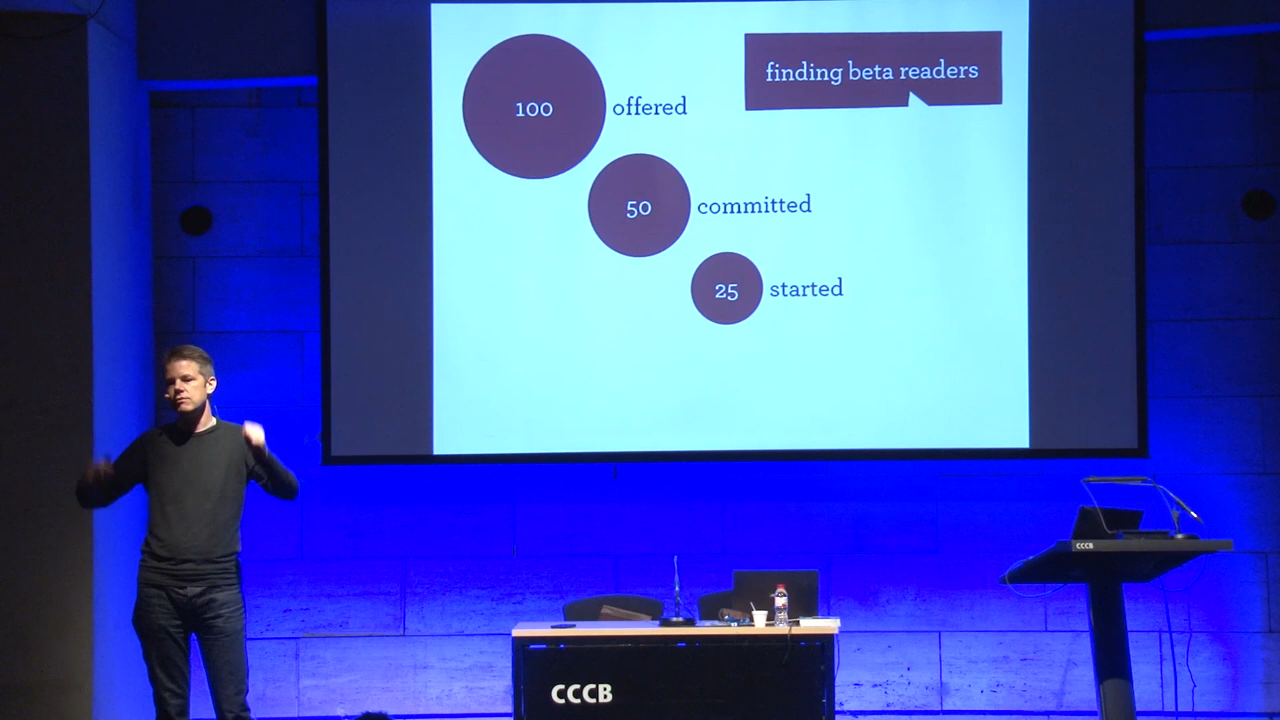 100 offered
finding beta readers
50 committed
25 started
CCCB
CCCB